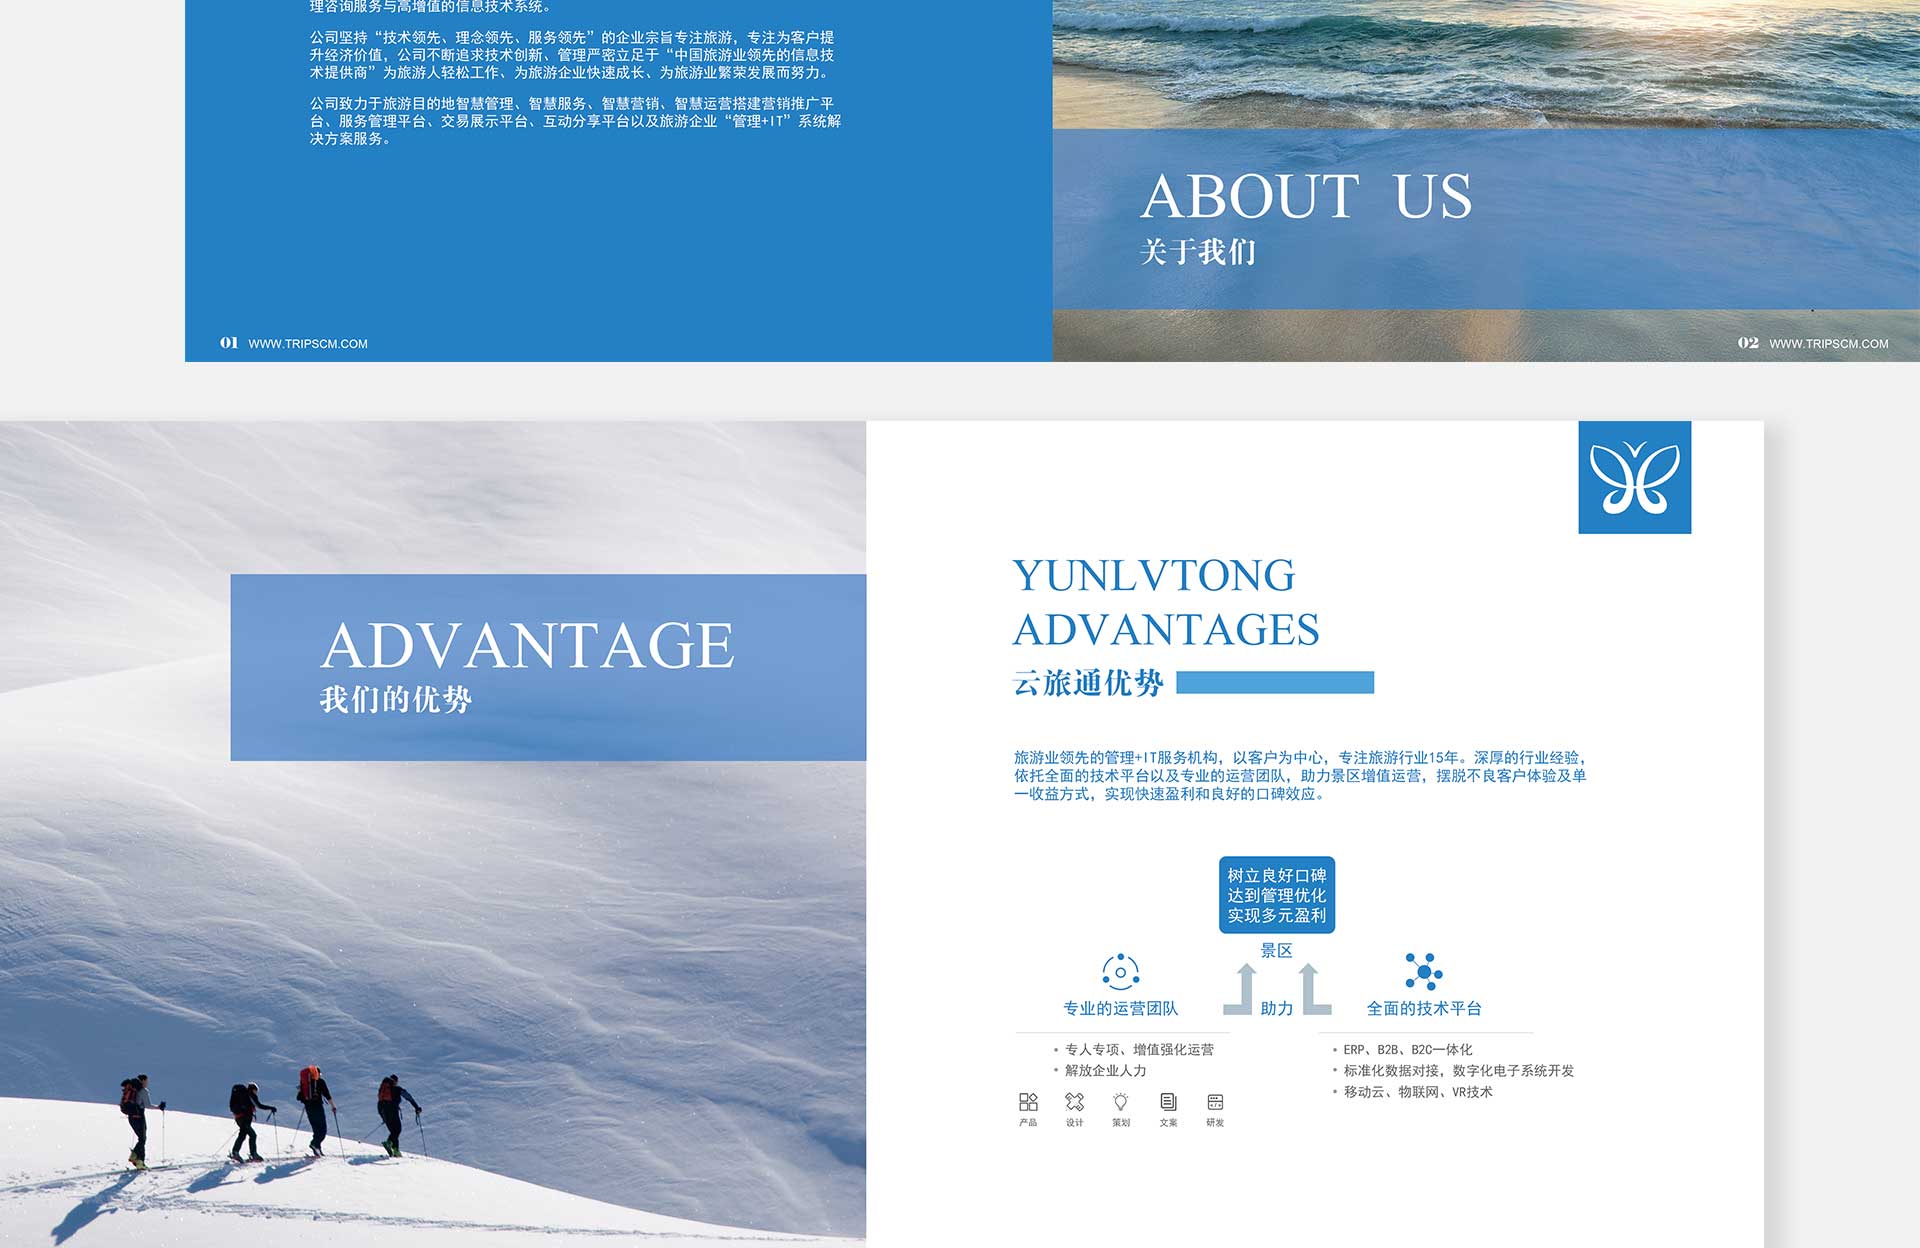 理咨询服务与高增值的信息技术系统。
公司坚持“技术领先、理念领先、服务领先”的企业宗旨专注旅游，专注为客户提
升经济价值，公司不断追求技术创新、管理严密立足于“中国旅游业领先的信息技
术提供商”为旅游人轻松工作、为旅游企业快速成长、为旅游业繁荣发展而努力。
公司致力于旅游目的地智慧管理、智慧服务、智慧营销、智慧运营搭建营销推广平
台、服务管理平台、交易展示平台、互动分享平台以及旅游企业“管理+IT”系统解
决方案服务。
01 WWW.TRIPSCM.COM
ABOUT US
关于我们
02 WWW.TRIPSCM.COM
ADVANTAGE
我们的优势
YUNLVTONG
ADVANTAGES
云旅通优势
旅游业领先的管理+IT服务机构，以客户为中心，专注旅游行业15年。深厚的行业经验，
依托全面的技术平台以及专业的运营团队，助力景区增值运营，摆脱不良客户体验及单
一收益方式，实现快速盈利和良好的口碑效应。
树立良好口碑
达到管理优化
实现多元盈利
景区
专业的运营团队
助力
全面的技术平台
• 专人专项、增值强化运营
• 解放企业人力
产品 设计 策划 文案 研发
• ERP、B2B、B2C一体化
• 标准化数据对接，数字化电子系统开发
• 移动云、物联网、VR技术